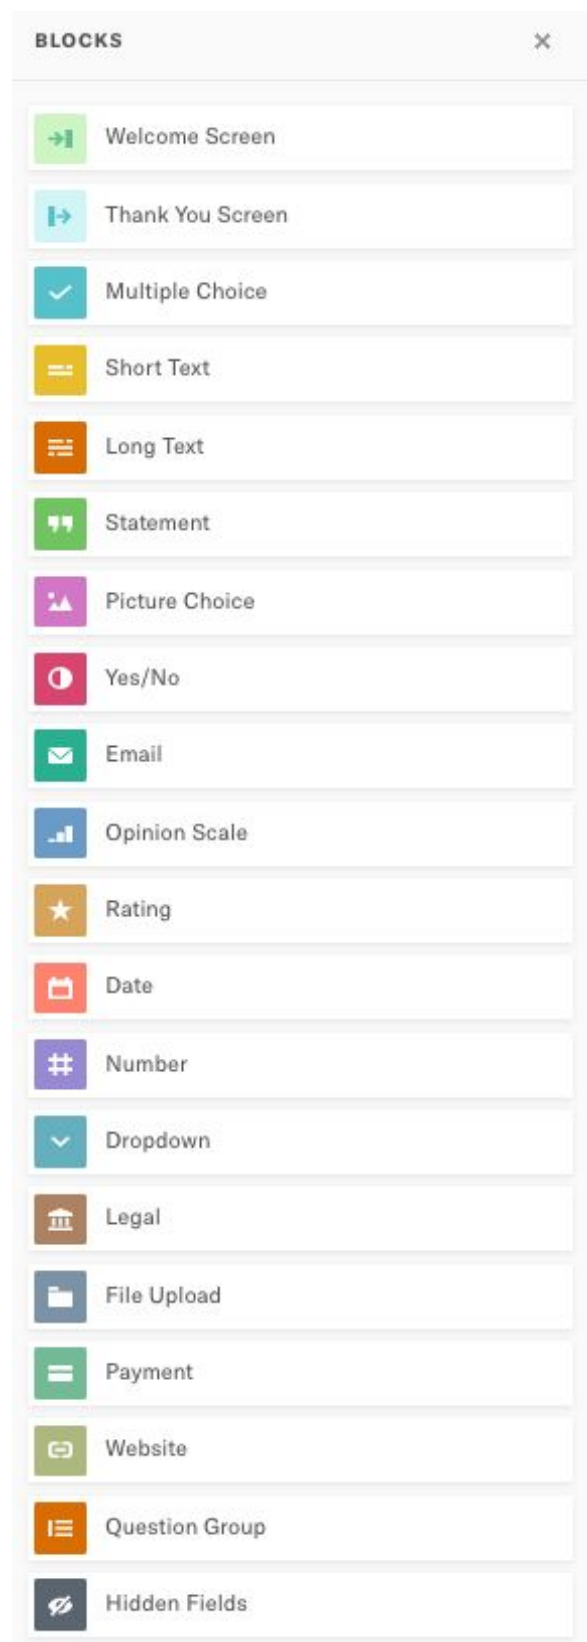 BLOCKS
Welcome Screen
Thank You Screen
Multiple Choice
Short Text
Long Text
Statement
Picture Choice
Yes/No
Email
Opinion Scale
Rating
Date
Number
Dropdown
Legal
File Upload
Payment
Website
Question Group
Hidden Fields